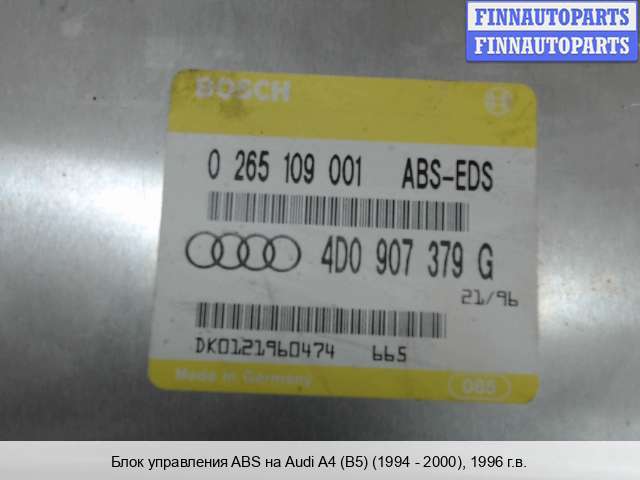 FINNAUTOPARTS
FINNAUTOPARTS
BOSCH
0 265 109 001 ABS-EDS
4D0 907 379 G
21/96
DK0121960474 665
Made in Germany 065
Блок управления ABS на Audi A4 (B5) (1994 - 2000), 1996 г.в.